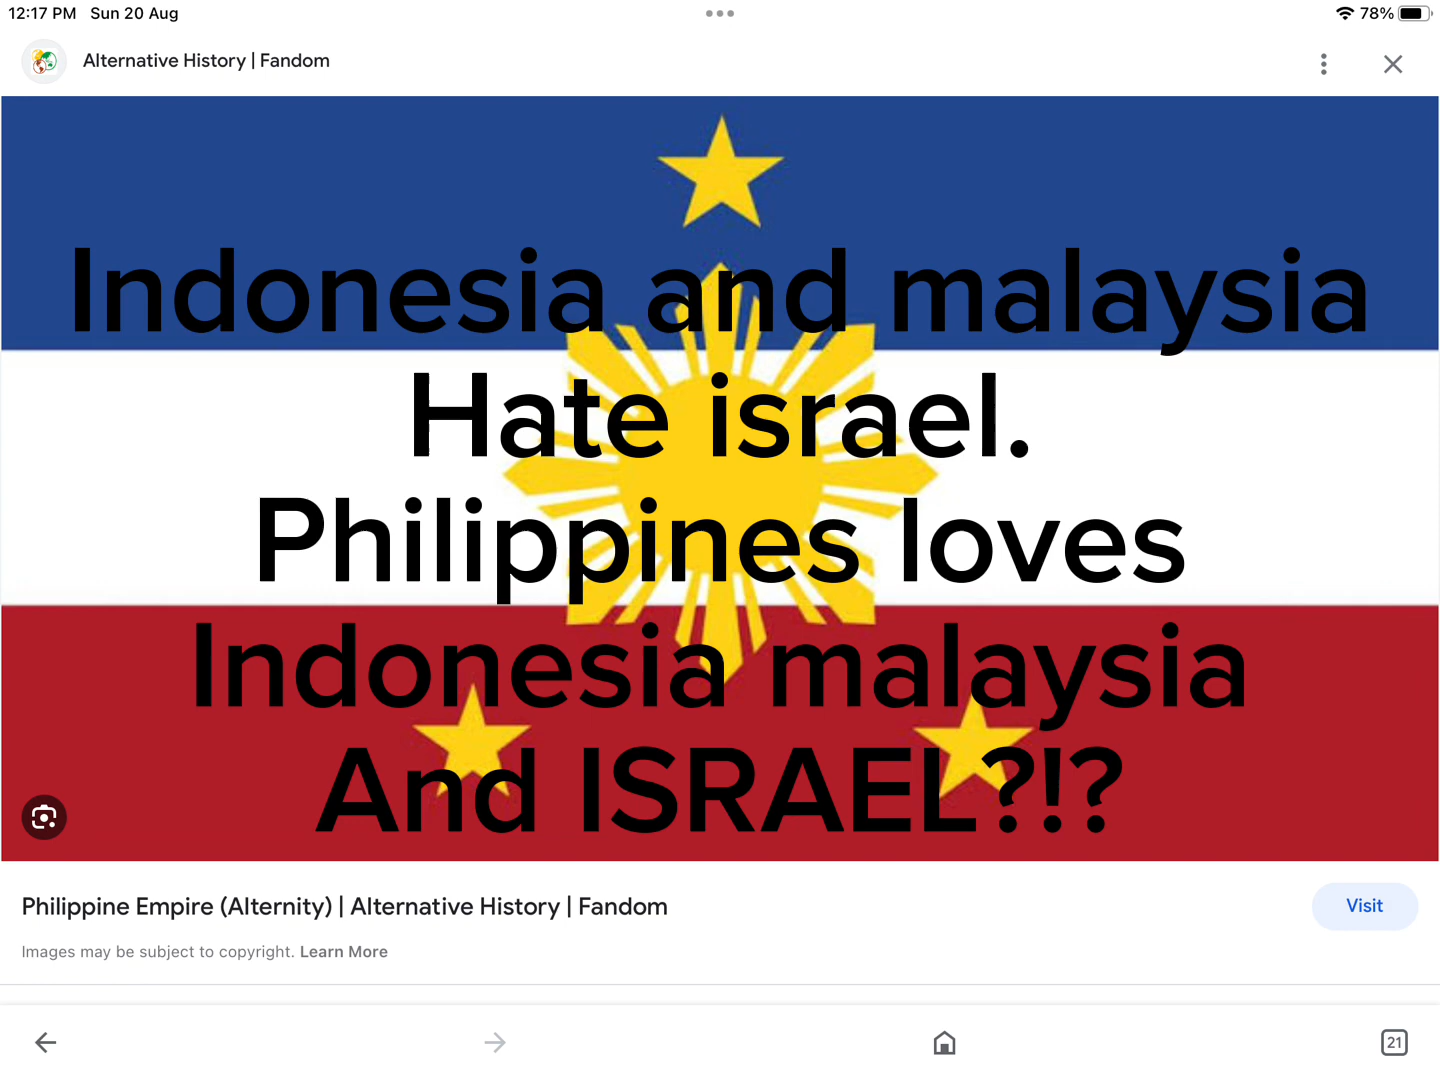 12:17 PM Sun 20 Aug 78%
Alternative History | Fandom
Indonesia and malaysia
Hate israel.
Philippines loves
Indonesia malaysia
And ISRAEL?!?
Philippine Empire (Alternity) | Alternative History | Fandom
Visit
Images may be subject to copyright. Learn More
21